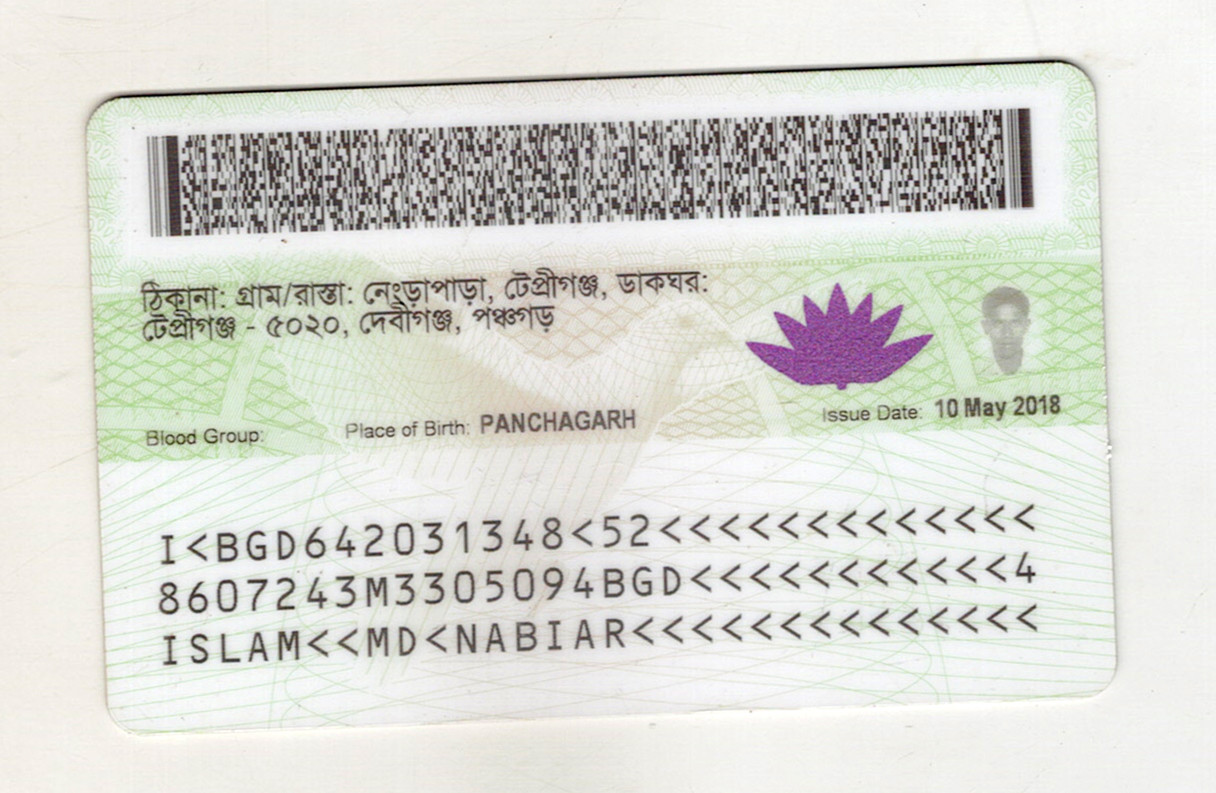 ঠিকানা: গ্রাম/রাস্তা: নেংড়াপাড়া, টেপ্রীগঞ্জ, ডাকঘর:
টেপ্রীগঞ্জ - ৫০২০, দেবীগঞ্জ, পঞ্চগড়
Blood Group: Place of Birth: PANCHAGARH Issue Date: 10 May 2018
I<BGD642031348<52<<<<<<<<<<<<<
8607243M3305094BGD<<<<<<<<<<<4
ISLAM<<MD<NABIAR<<<<<<<<<<<<<<